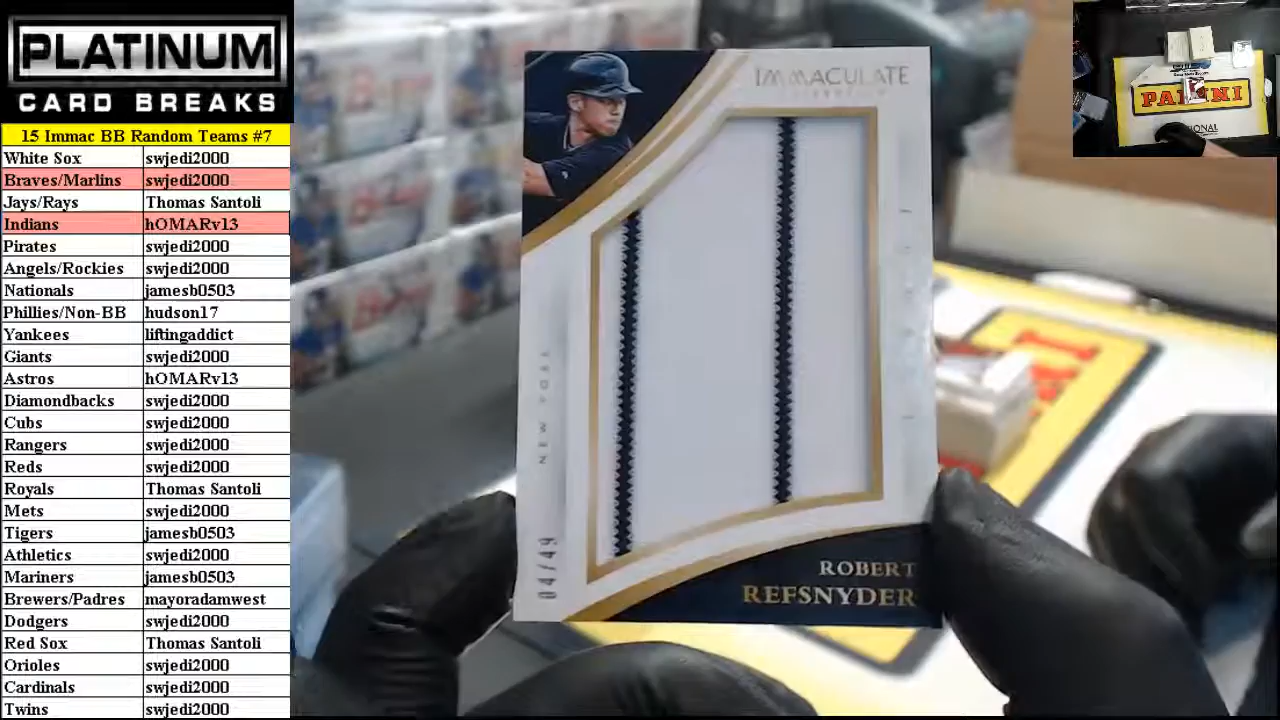 PLATINUM
CARD BREAKS
15 Immac BB Random Teams #7
White Sox swjedi2000
Braves/Marlins swjedi2000
Jays/Rays Thomas Santoli
Indians hOMARv13
Pirates swjedi2000
Angels/Rockies swjedi2000
Nationals jamesb0503
Phillies/Non-BB hudson17
Yankees liftingaddict
Giants swjedi2000
Astros hOMARv13
Diamondbacks swjedi2000
Cubs swjedi2000
Rangers swjedi2000
Reds swjedi2000
Royals Thomas Santoli
Mets swjedi2000
Tigers jamesb0503
Athletics swjedi2000
Mariners jamesb0503
Brewers/Padres mayoradamwest
Dodgers swjedi2000
Red Sox Thomas Santoli
Orioles swjedi2000
Cardinals swjedi2000
Twins swjedi2000
IMMACULATE
NEW YORK
04/49
ROBERT
REFSNYDER
PANINI